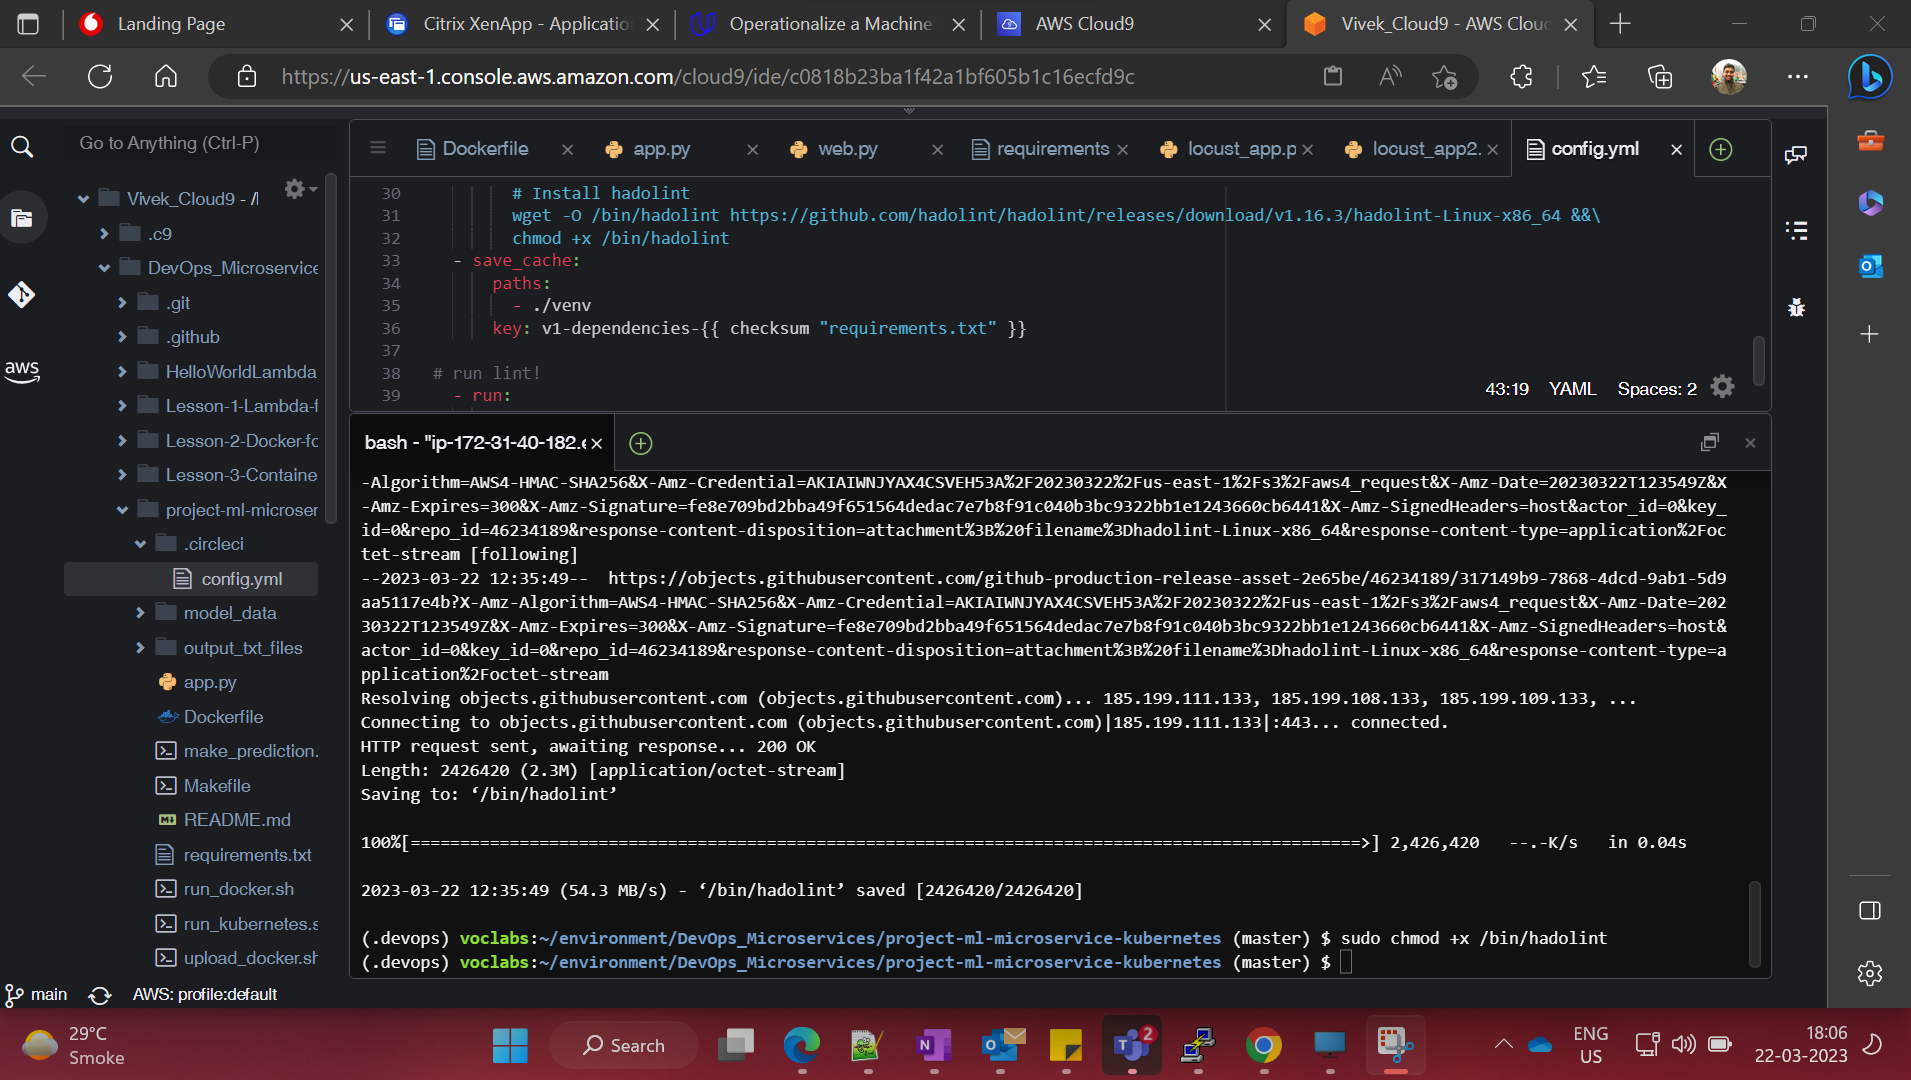 Landing Page
Citrix XenApp - Applicatio
Operationalize a Machine
AWS Cloud9
Vivek_Cloud9 - AWS Clou
https://us-east-1.console.aws.amazon.com/cloud9/ide/c0818b23ba1f42a1bf605b1c16ecfd9c
Go to Anything (Ctrl-P)
Dockerfile
app.py
web.py
requirements
locust_app.p
locust_app2.
config.yml
Vivek_Cloud9 - /
.c9
DevOps_Microservice
.git
.github
HelloWorldLambda
Lesson-1-Lambda-f
Lesson-2-Docker-fo
Lesson-3-Containe
project-ml-microser
.circleci
config.yml
model_data
output_txt_files
app.py
Dockerfile
make_prediction.
Makefile
README.md
requirements.txt
run_docker.sh
run_kubernetes.s
upload_docker.sh
aws
30 # Install hadolint
31 wget -O /bin/hadolint https://github.com/hadolint/hadolint/releases/download/v1.16.3/hadolint-Linux-x86_64 &&\
32 chmod +x /bin/hadolint
33 - save_cache:
34 paths:
35 - ./venv
36 key: v1-dependencies-{{ checksum "requirements.txt" }}
37
38 # run lint!
39 - run:
43:19 YAML Spaces: 2
bash - "ip-172-31-40-182.e
-Algorithm=AWS4-HMAC-SHA256&X-Amz-Credential=AKIAIWNJYAX4CSVEH53A%2F20230322%2Fus-east-1%2Fs3%2Faws4_request&X-Amz-Date=20230322T123549Z&X
-Amz-Expires=300&X-Amz-Signature=fe8e709bd2bba49f651564dedac7e7b8f91c040b3bc9322bb1e1243660cb6441&X-Amz-SignedHeaders=host&actor_id=0&key_
id=0&repo_id=46234189&response-content-disposition=attachment%3B%20filename%3Dhadolint-Linux-x86_64&response-content-type=application%2Foc
tet-stream [following]
--2023-03-22 12:35:49-- https://objects.githubusercontent.com/github-production-release-asset-2e65be/46234189/317149b9-7868-4dcd-9ab1-5d9
aa5117e4b?X-Amz-Algorithm=AWS4-HMAC-SHA256&X-Amz-Credential=AKIAIWNJYAX4CSVEH53A%2F20230322%2Fus-east-1%2Fs3%2Faws4_request&X-Amz-Date=202
30322T123549Z&X-Amz-Expires=300&X-Amz-Signature=fe8e709bd2bba49f651564dedac7e7b8f91c040b3bc9322bb1e1243660cb6441&X-Amz-SignedHeaders=host&
actor_id=0&key_id=0&repo_id=46234189&response-content-disposition=attachment%3B%20filename%3Dhadolint-Linux-x86_64&response-content-type=a
pplication%2Foctet-stream
Resolving objects.githubusercontent.com (objects.githubusercontent.com)... 185.199.111.133, 185.199.108.133, 185.199.109.133, ...
Connecting to objects.githubusercontent.com (objects.githubusercontent.com)|185.199.111.133|:443... connected.
HTTP request sent, awaiting response... 200 OK
Length: 2426420 (2.3M) [application/octet-stream]
Saving to: ‘/bin/hadolint’
100%[================================================================================================>] 2,426,420 --.-K/s in 0.04s
2023-03-22 12:35:49 (54.3 MB/s) - ‘/bin/hadolint’ saved [2426420/2426420]
(.devops) voclabs:~/environment/DevOps_Microservices/project-ml-microservice-kubernetes (master) $ sudo chmod +x /bin/hadolint
(.devops) voclabs:~/environment/DevOps_Microservices/project-ml-microservice-kubernetes (master) $
main AWS: profile:default
29°C
Smoke
Search
2
ENG
US
18:06
22-03-2023